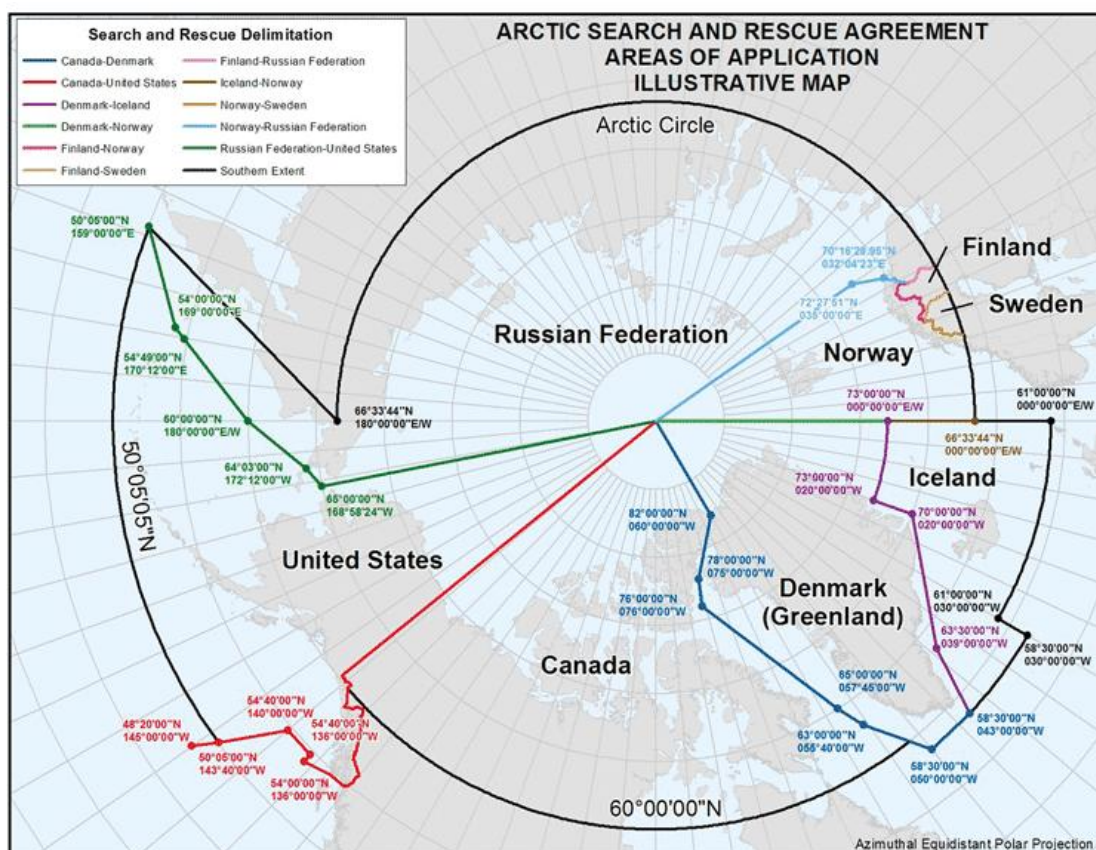 ARCTIC SEARCH AND RESCUE AGREEMENT
AREAS OF APPLICATION
ILLUSTRATIVE MAP
Search and Rescue Delimitation
Canada-Denmark
Canada-United States
Denmark-Iceland
Denmark-Norway
Finland-Norway
Finland-Sweden
Finland-Russian Federation
Iceland-Norway
Norway-Sweden
Norway-Russian Federation
Russian Federation-United States
Southern Extent
Arctic Circle
50°05'00"N
159°00'00"E
54°00'00"N
169°00'00"E
54°49'00"N
170°12'00"E
60°00'00"N
180°00'00"E/W
64°03'00"N
172°12'00"W
65°00'00"N
168°58'24"W
66°33'44"N
180°00'00"E/W
50°05'05"N
Russian Federation
70°16'28.95"N
032°04'23"E
72°27'51"N
035°00'00"E
Finland
Sweden
Norway
73°00'00"N
000°00'00"E/W
61°00'00"N
000°00'00"E/W
66°33'44"N
000°00'00"E/W
Iceland
73°00'00"N
020°00'00"W
70°00'00"N
020°00'00"W
82°00'00"N
060°00'00"W
78°00'00"N
075°00'00"W
76°00'00"N
076°00'00"W
United States
Denmark
(Greenland)
61°00'00"N
030°00'00"W
63°30'00"N
039°00'00"W
58°30'00"N
030°00'00"W
Canada
65°00'00"N
057°45'00"W
63°00'00"N
055°40'00"W
58°30'00"N
043°00'00"W
58°30'00"N
050°00'00"W
48°20'00"N
145°00'00"W
50°05'00"N
143°40'00"W
54°40'00"N
140°00'00"W
54°40'00"N
136°00'00"W
54°00'00"N
136°00'00"W
60°00'00"N
Azimuthal Equidistant Polar Projection